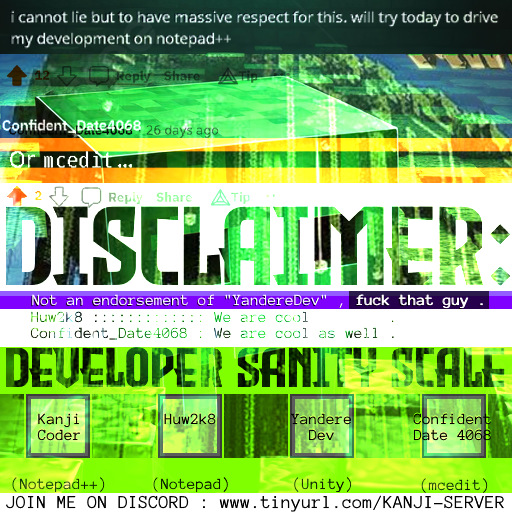 i cannot lie but to have massive respect for this. will try today to drive
my development on notepad++
12 Reply Share Tip
Confident_Date4068 26 days ago
Or mcedit...
2 Reply Share Tip
DISCLAIMER:
Not an endorsement of "YandereDev" , fuck that guy .
Huw2k8 ::::::::::::: We are cool .
Confident_Date4068 : We are cool as well .
DEVELOPER SANITY SCALE
Kanji Huw2k8 Yandere Confident
Coder Dev Date 4068
(Notepad++) (Notepad) (Unity) (mcedit)
JOIN ME ON DISCORD : www.tinyurl.com/KANJI-SERVER